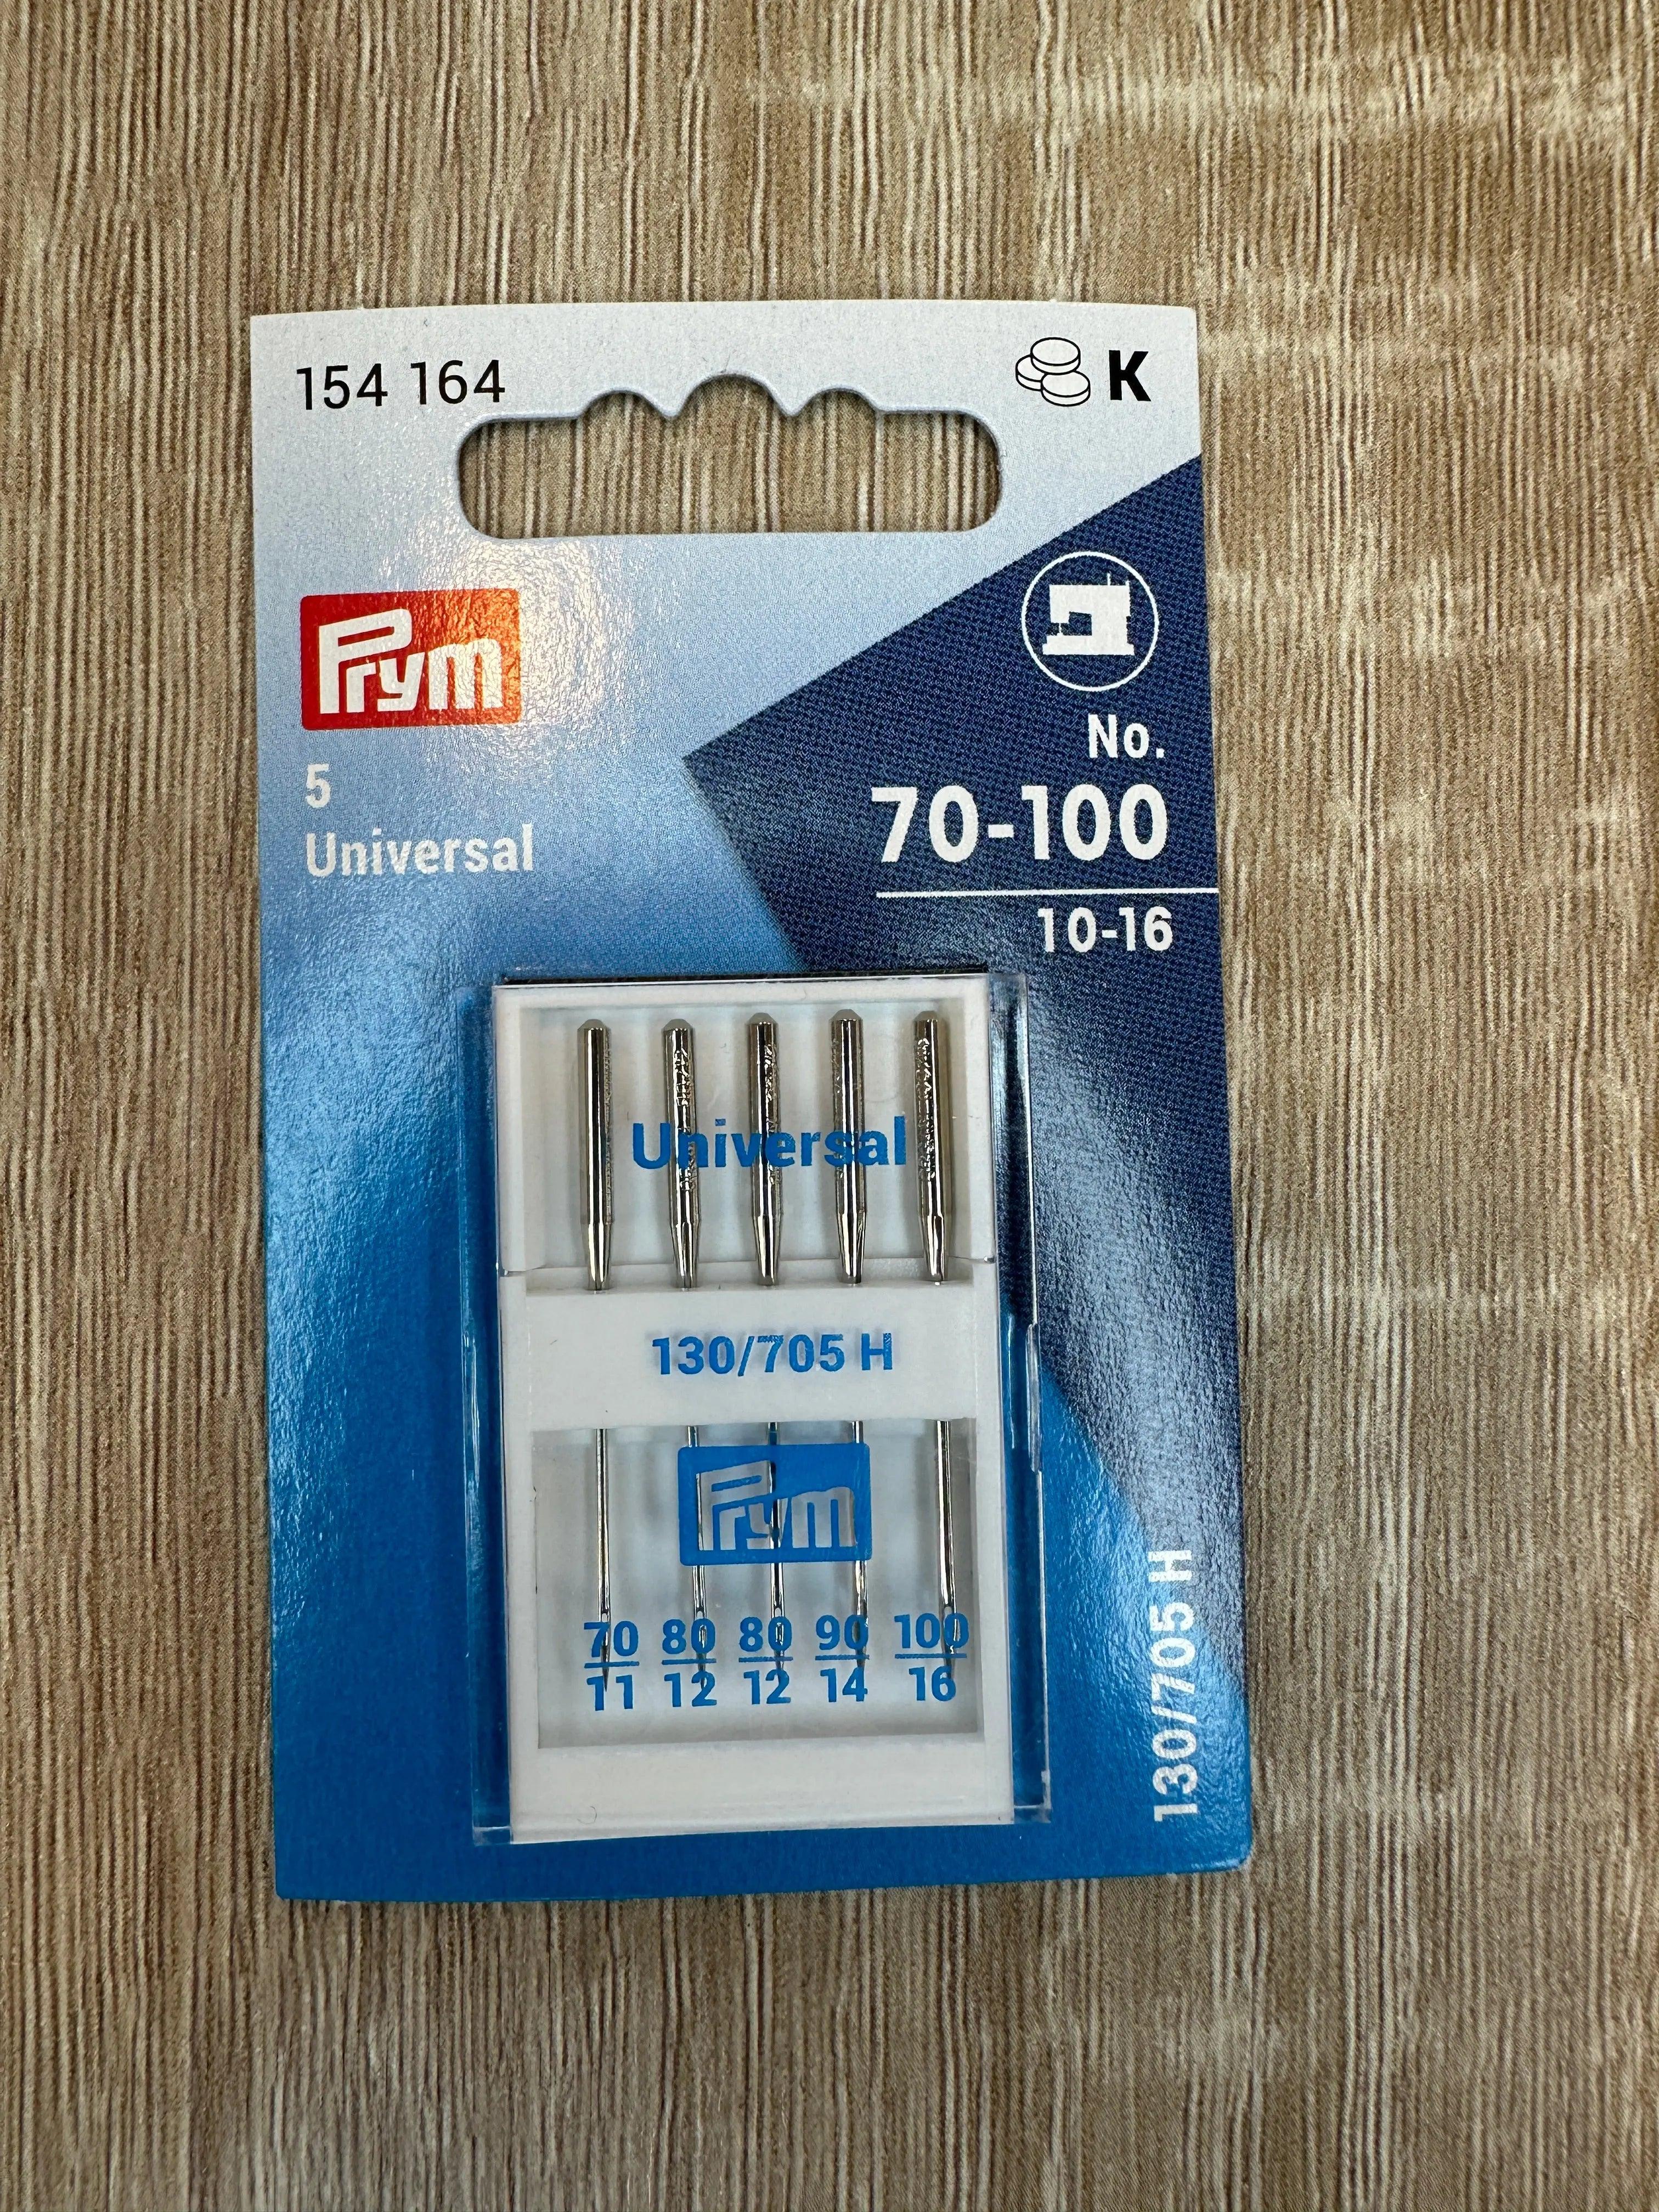 154 164
K
Prym
5
Universal
No.
70-100
10-16
Universal
130/705 H
Prym
70 80 80 90 100
11 12 12 14 16
130/705 H